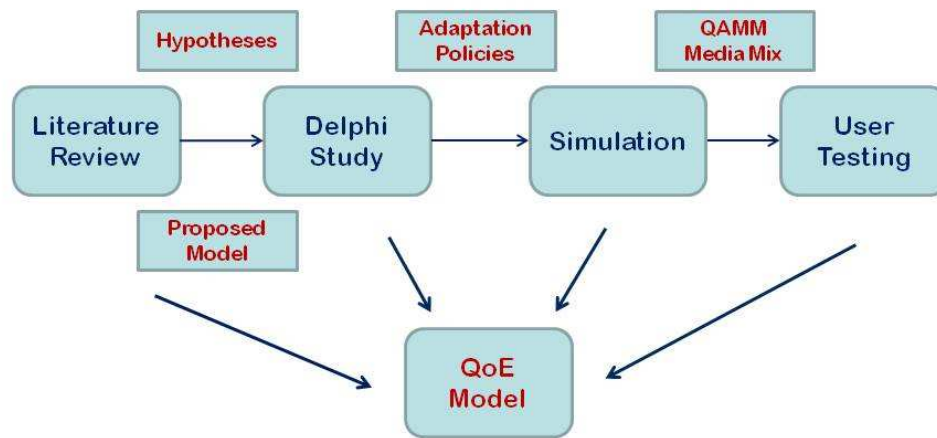 Hypotheses
Adaptation
Policies
QAMM
Media Mix
Literature
Review
Delphi
Study
Simulation
User
Testing
Proposed
Model
QoE
Model